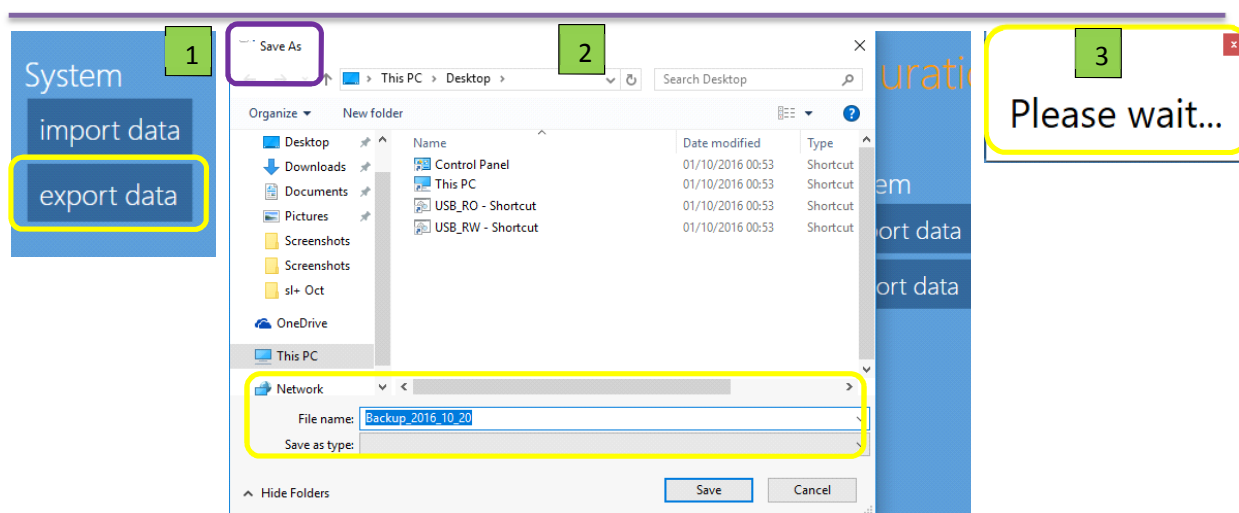 1
System
import data
export data
2
Save As
This PC > Desktop >
Search Desktop
Organize
New folder
Desktop
Downloads
Documents
Pictures
Screenshots
Screenshots
sl+ Oct
OneDrive
This PC
Network
Name Date modified Type
Control Panel 01/10/2016 00:53 Shortcut
This PC 01/10/2016 00:53 Shortcut
USB_RO - Shortcut 01/10/2016 00:53 Shortcut
USB_RW - Shortcut 01/10/2016 00:53 Shortcut
File name: Backup_2016_10_20
Save as type:
Hide Folders
Save
Cancel
urati
em
ort data
ort data
3
x
Please wait...